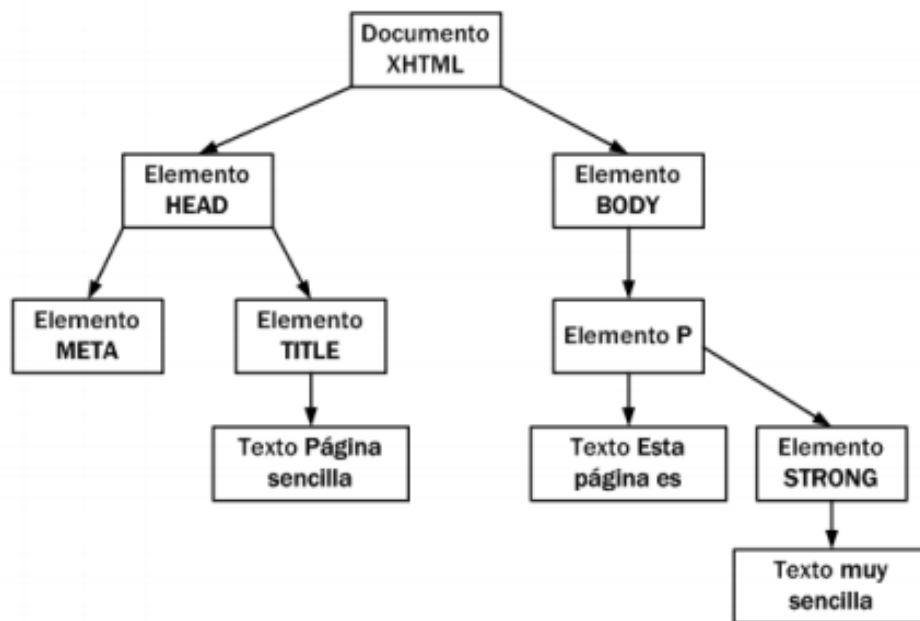 Documento
XHTML
Elemento
HEAD
Elemento
BODY
Elemento
META
Elemento
TITLE
Elemento P
Texto Página
sencilla
Texto Esta
página es
Elemento
STRONG
Texto muy
sencilla